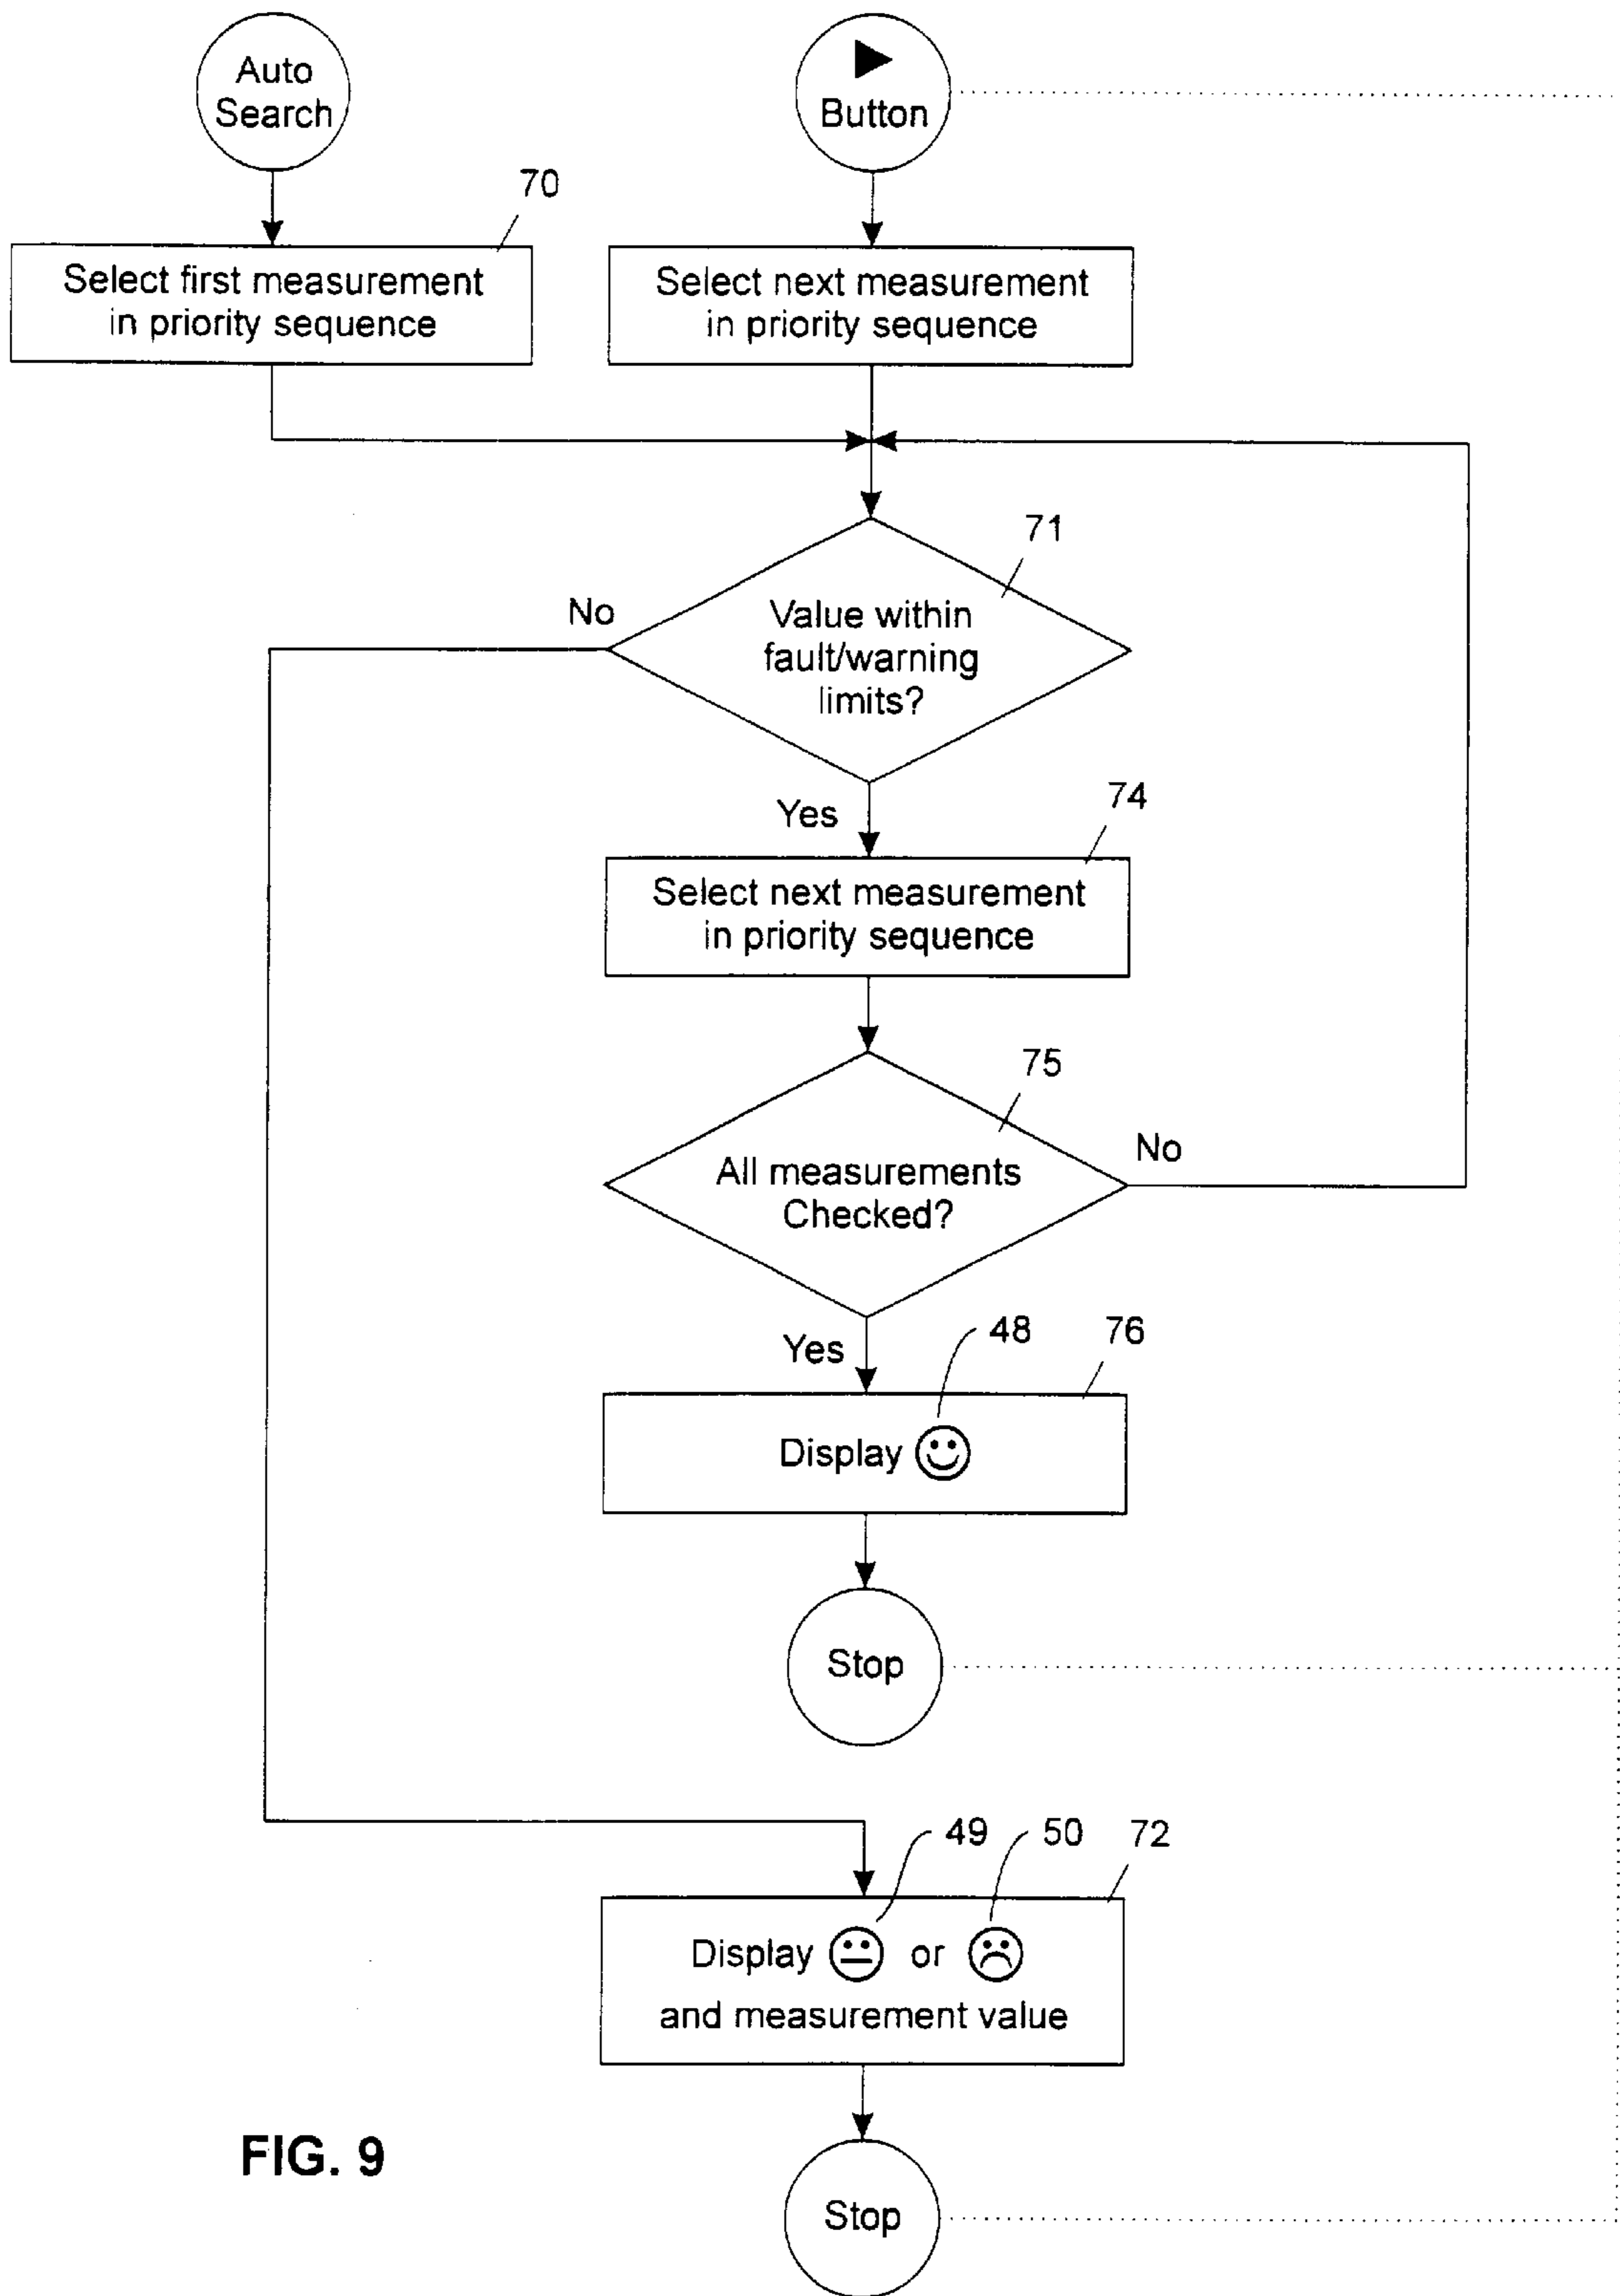 Auto
Search
Button
70
Select first measurement
in priority sequence
Select next measurement
in priority sequence
71
No
Value within
fault/warning
limits?
Yes
74
Select next measurement
in priority sequence
75
No
All measurements
Checked?
Yes
48
76
Display
Stop
49
50
72
Display or
and measurement value
FIG. 9
Stop